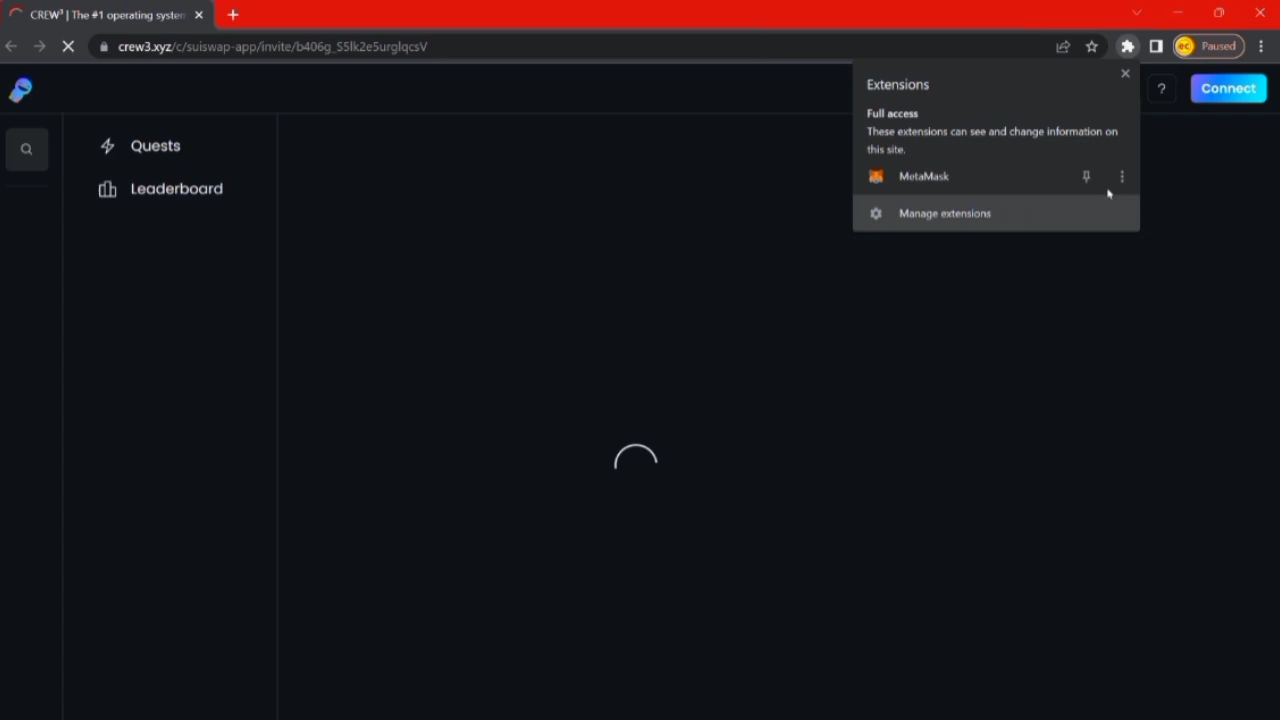 CREW³ | The #1 operating system
crew3.xyz/c/suiswap-app/invite/b406g_S5lk2e5urglqcsV
ec Paused
Extensions
? Connect
Full access
These extensions can see and change information on
this site.
MetaMask
Manage extensions
Quests
Leaderboard